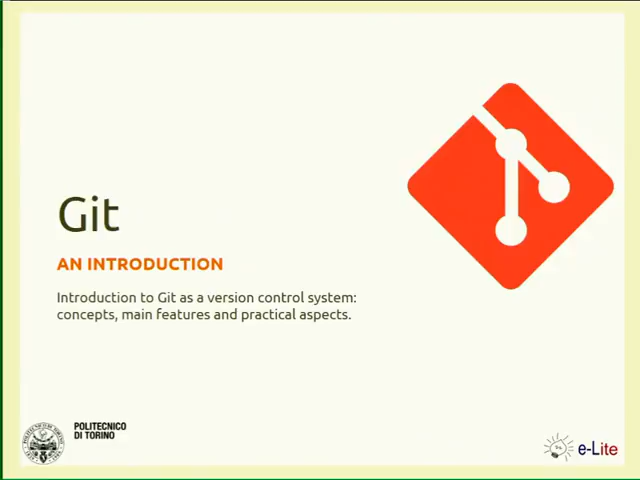 Git
AN INTRODUCTION
Introduction to Git as a version control system:
concepts, main features and practical aspects.
POLITECNICO
DI TORINO
e-Lite